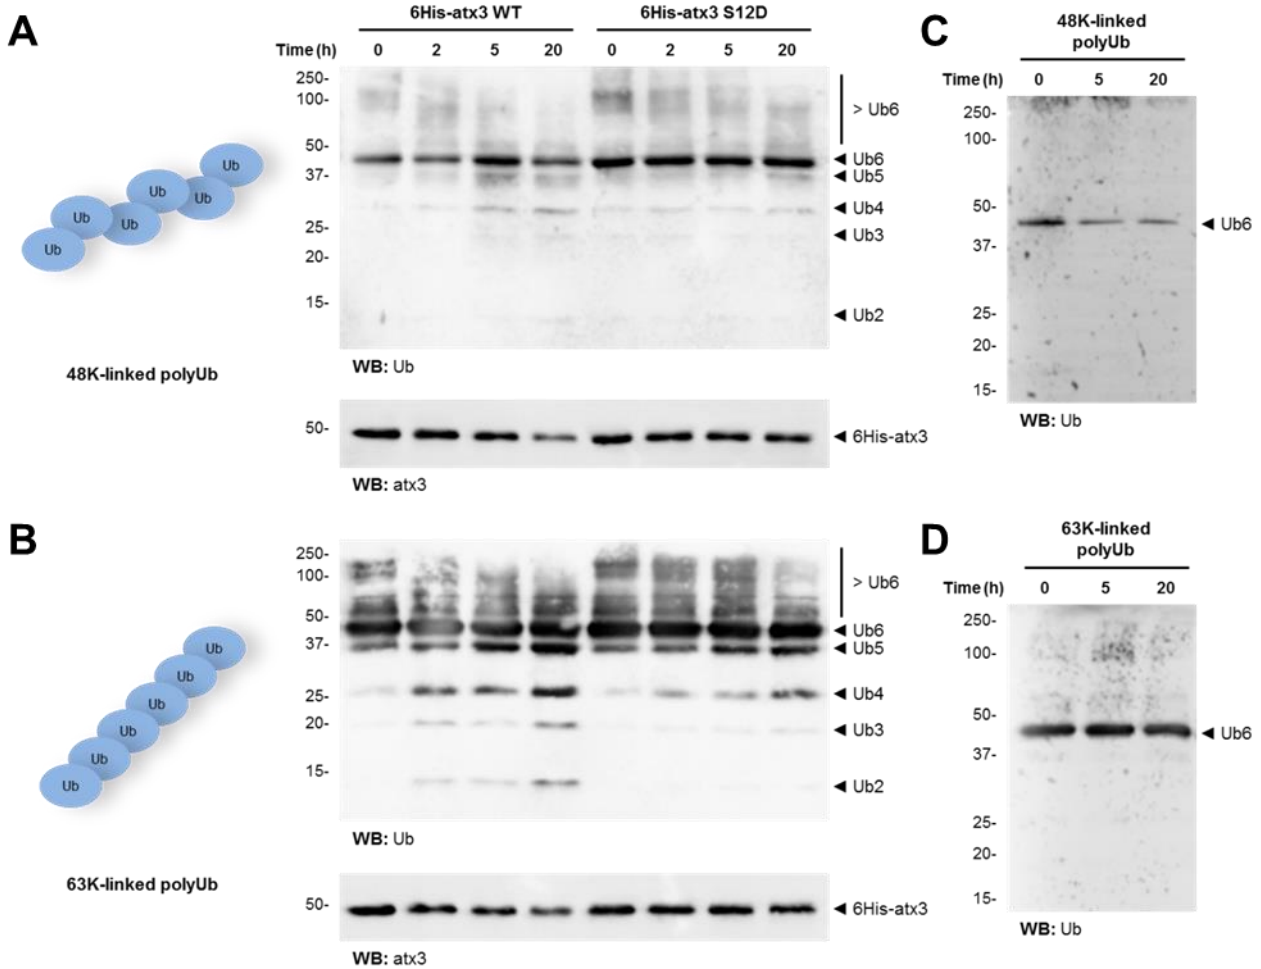 A
6His-atx3 WT
6His-atx3 S12D
Time (h)
0 2 5 20 0 2 5 20
250-
100-
50-
37-
25-
20-
15-
> Ub6
Ub6
Ub5
Ub4
Ub3
Ub2
Ub
Ub
Ub
Ub
Ub
Ub
48K-linked polyUb
WB: Ub
50-
6His-atx3
WB: atx3
C
48K-linked
polyUb
Time (h) 0 5 20
250-
100-
50-
37-
25-
20-
15-
Ub6
WB: Ub
B
250-
100-
50-
37-
25-
20-
15-
> Ub6
Ub6
Ub5
Ub4
Ub3
Ub2
Ub
Ub
Ub
Ub
Ub
Ub
63K-linked polyUb
WB: Ub
50-
6His-atx3
WB: atx3
D
63K-linked
polyUb
Time (h) 0 5 20
250-
100-
50-
37-
25-
20-
15-
Ub6
WB: Ub